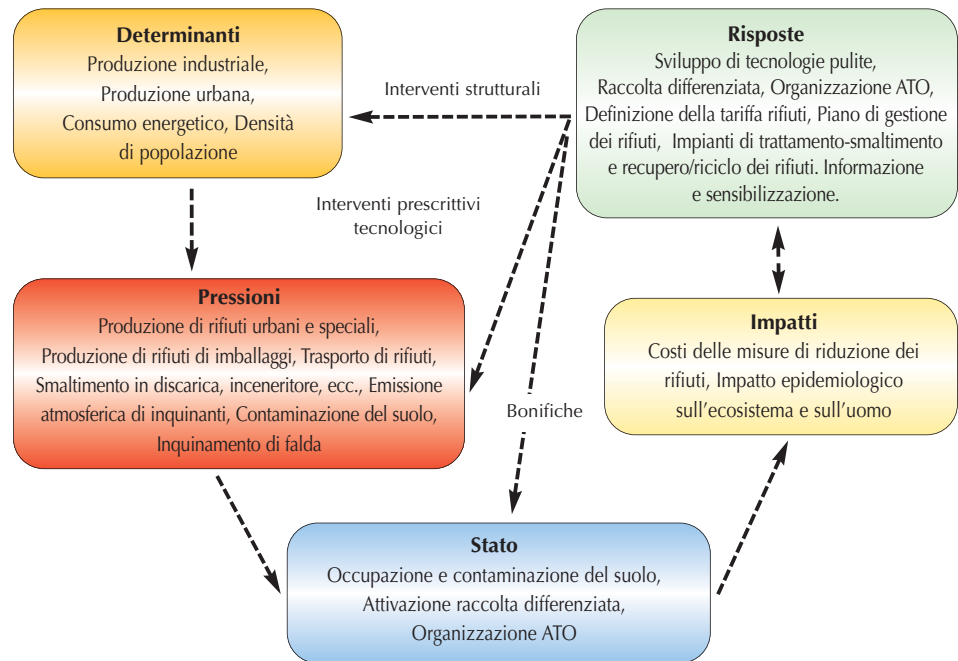 Determinanti
Produzione industriale,
Produzione urbana,
Consumo energetico, Densità
di popolazione
Interventi strutturali
Risposte
Sviluppo di tecnologie pulite,
Raccolta differenziata, Organizzazione ATO,
Definizione della tariffa rifiuti, Piano di gestione
dei rifiuti, Impianti di trattamento-smaltimento
e recupero/riciclo dei rifiuti. Informazione
e sensibilizzazione.
Interventi prescrittivi
tecnologici
Pressioni
Produzione di rifiuti urbani e speciali,
Produzione di rifiuti di imballaggi, Trasporto di rifiuti,
Smaltimento in discarica, inceneritore, ecc., Emissione
atmosferica di inquinanti, Contaminazione del suolo,
Inquinamento di falda
Impatti
Costi delle misure di riduzione dei
rifiuti, Impatto epidemiologico
sull'ecosistema e sull'uomo
Bonifiche
Stato
Occupazione e contaminazione del suolo,
Attivazione raccolta differenziata,
Organizzazione ATO